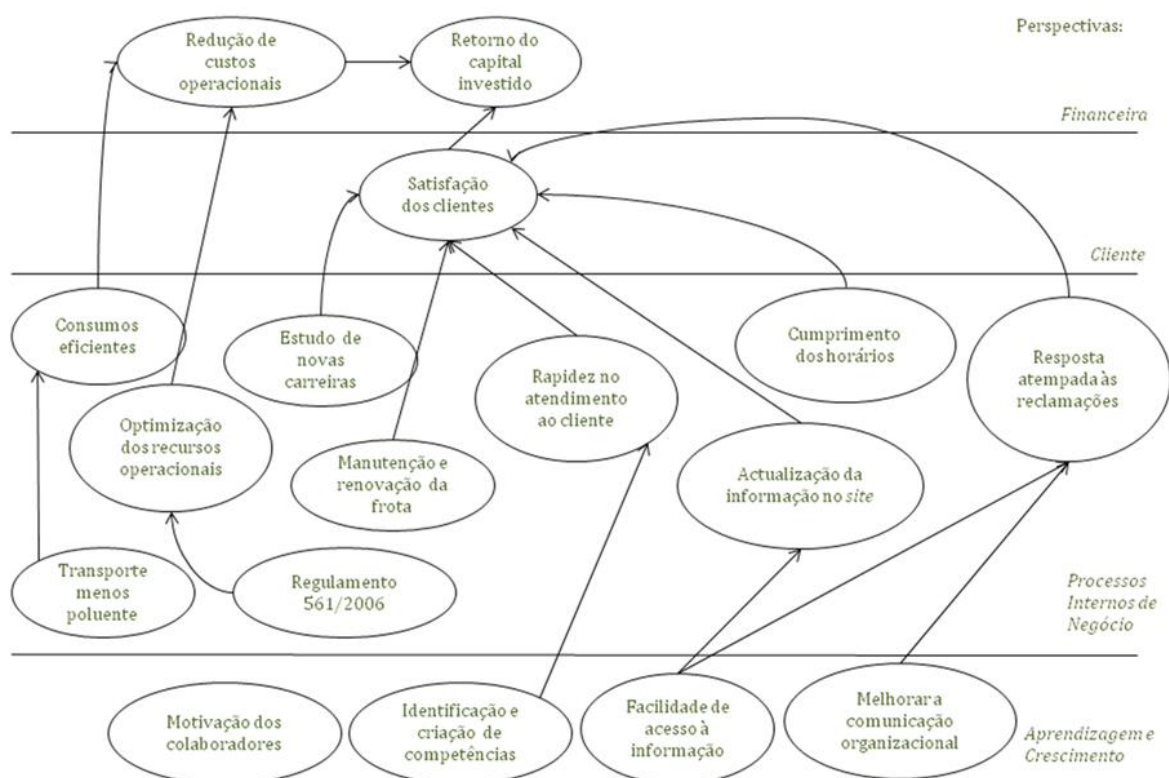 Perspectivas:
Redução de
custos
operacionais
Retorno do
capital
investido
Financeira
Satisfação
dos clientes
Cliente
Consumos
eficientes
Estudo de
novas
carreiras
Rapidez no
atendimento
ao cliente
Cumprimento
dos horários
Resposta
atempada às
reclamações
Optimização
dos recursos
operacionais
Manutenção e
renovação da
frota
Actualização da
informação no site
Transporte
menos
poluente
Regulamento
561/2006
Processos
Internos de
Negócio
Motivação dos
colaboradores
Identificação e
criação de
competências
Facilidade de
acesso à
informação
Melhorar a
comunicação
organizacional
Aprendizagem e
Crescimento